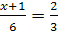 (x+1)/6 = 2/3